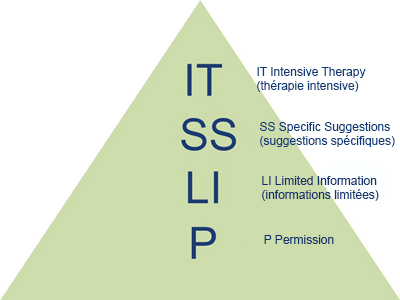 IT
IT Intensive Therapy
(thérapie intensive)
SS
SS Specific Suggestions
(suggestions spécifiques)
LI
LI Limited Information
(informations limitées)
P
P Permission